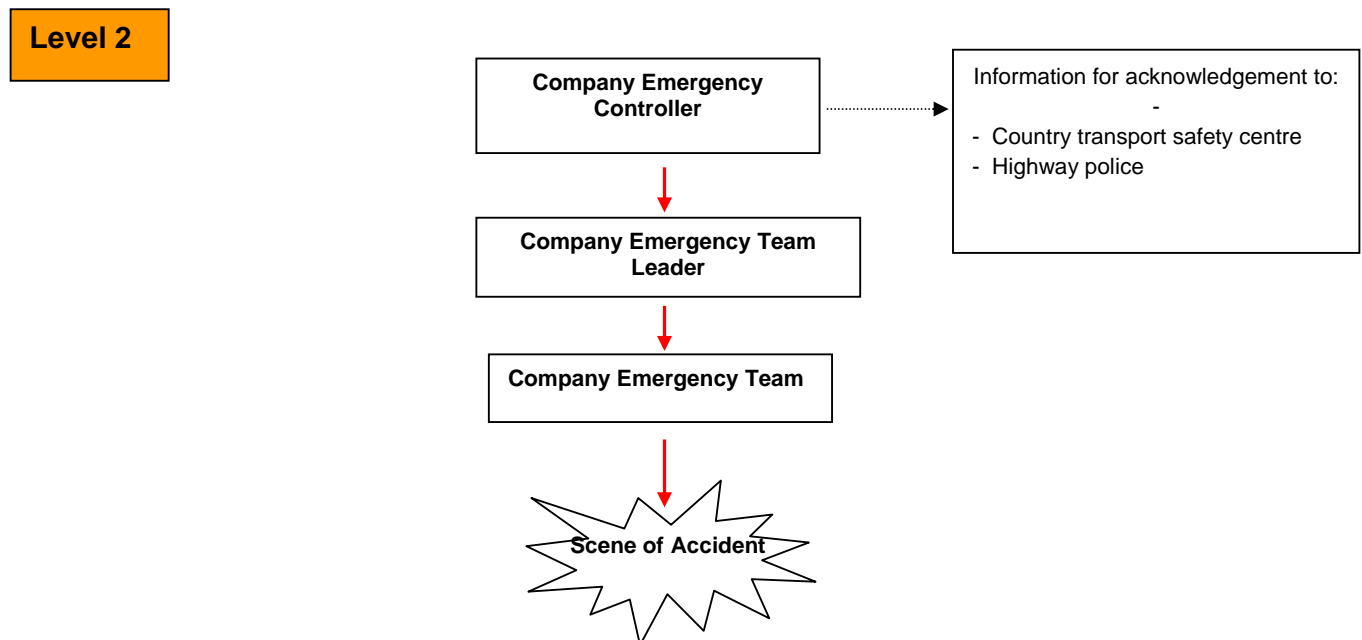 Level 2
Company Emergency
Controller
Information for acknowledgement to:
-
- Country transport safety centre
- Highway police
Company Emergency Team
Leader
Company Emergency Team
Scene of Accident